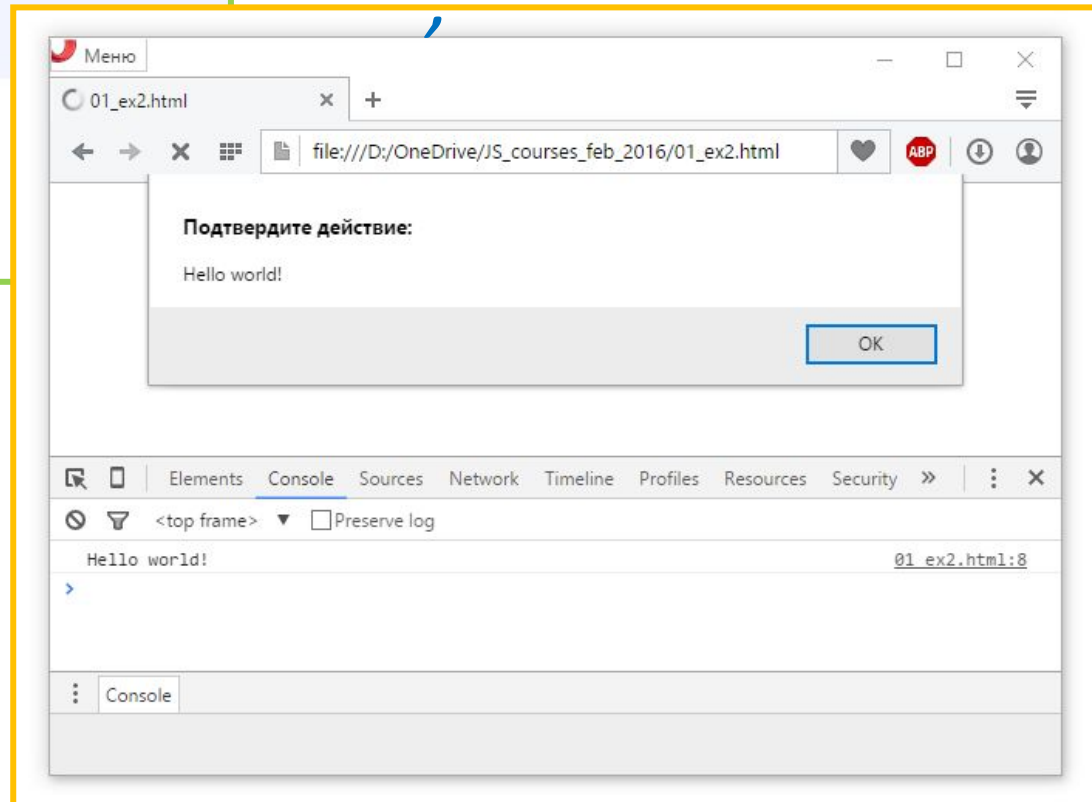 ,
Меню
01_ex2.html
file:///D:/OneDrive/JS_courses_feb_2016/01_ex2.html ABP
Подтвердите действие:
Hello world!
OK
Elements Console Sources Network Timeline Profiles Resources Security »
<top frame> ▼ Preserve log
Hello world! 01_ex2.html:8
>
Console